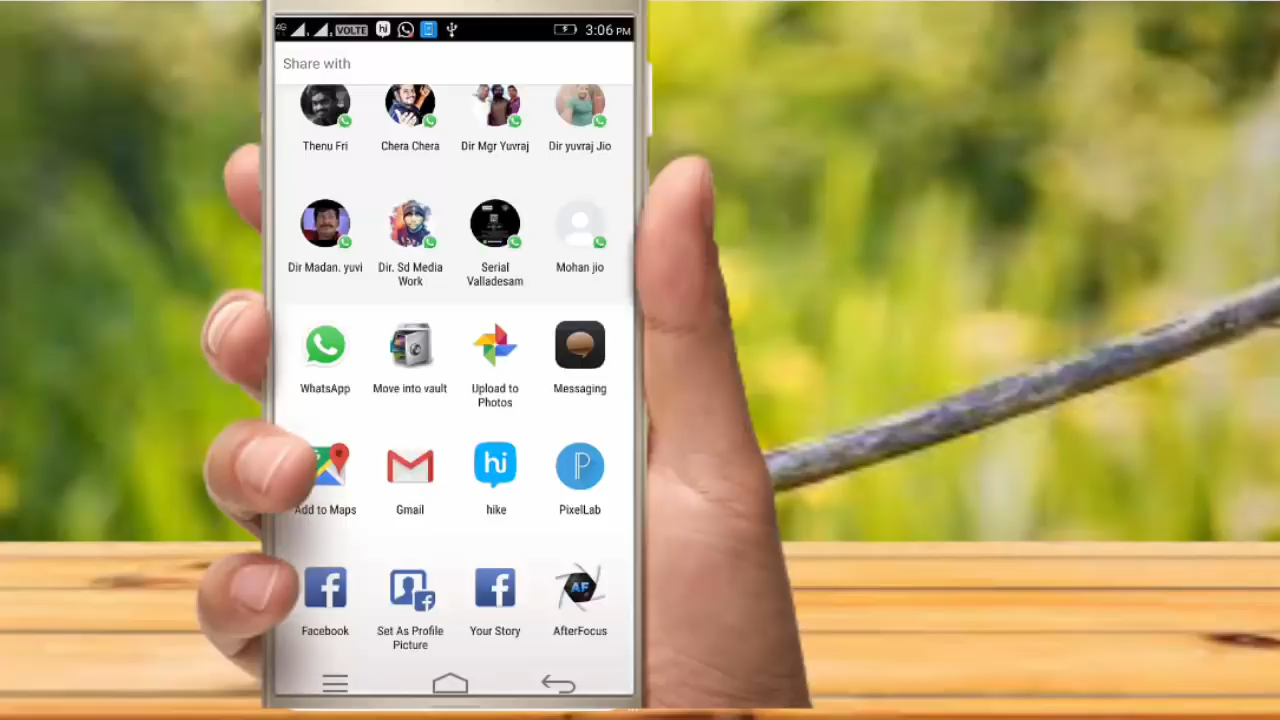 4G VOLTE hi 3:06 PM
Share with
Thenu Fri Chera Chera Dir Mgr Yuvraj Dir yuvraj Jio
Dir Madan. yuvi Dir. Sd Media Serial Mohan jio
Work Valladesam
WhatsApp Move into vault Upload to Messaging
Photos
hi P
Add to Maps Gmail hike PixelLab
f f f AF
Facebook Set As Profile Your Story AfterFocus
Picture